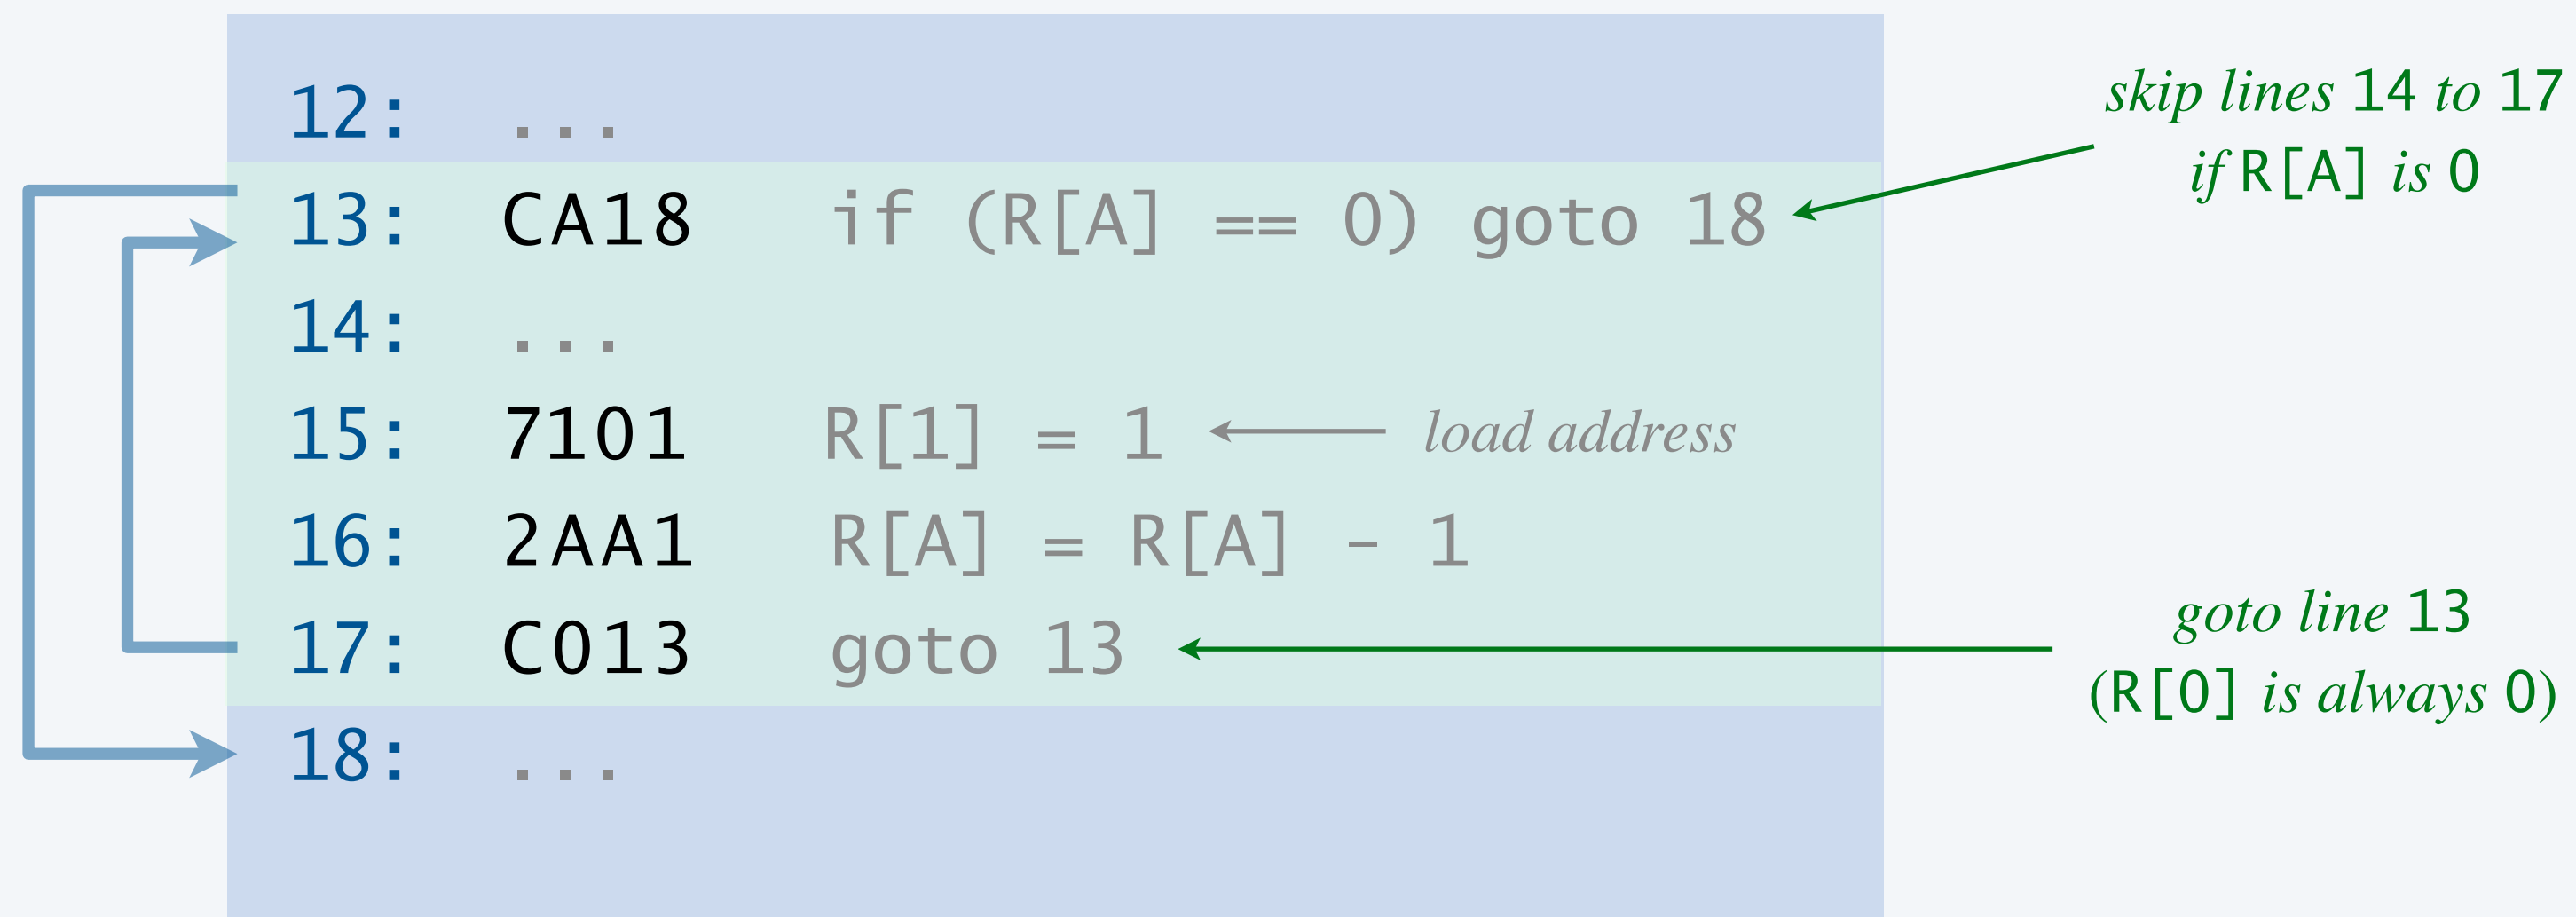 12: ...
13: CA18 if (R[A] == 0) goto 18
14: ...
15: 7101 R[1] = 1 load address
16: 2AA1 R[A] = R[A] - 1
17: C013 goto 13
18: ...
skip lines 14 to 17
if R[A] is 0
goto line 13
(R[0] is always 0)